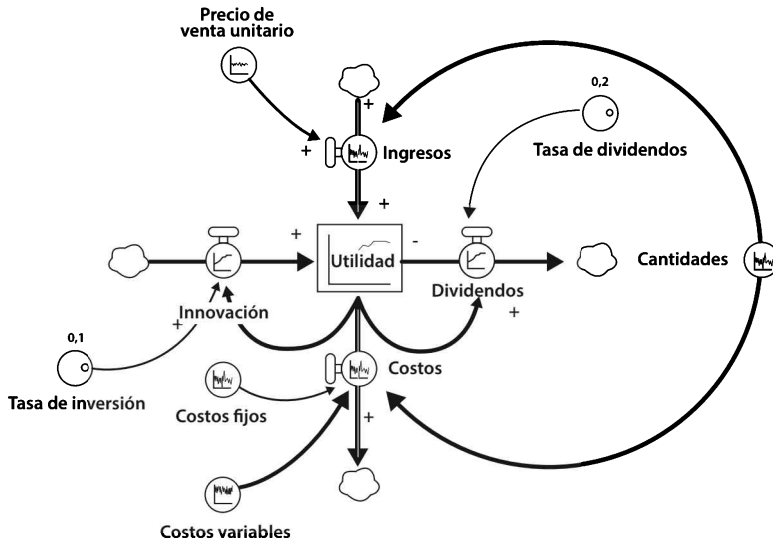 Precio de
venta unitario
0,2
+
+
Ingresos
Tasa de dividendos
+
+
-
Utilidad
Cantidades
Innovación
Dividendos
+
+
0,1
Costos
Tasa de inversión
Costos fijos
+
Costos variables